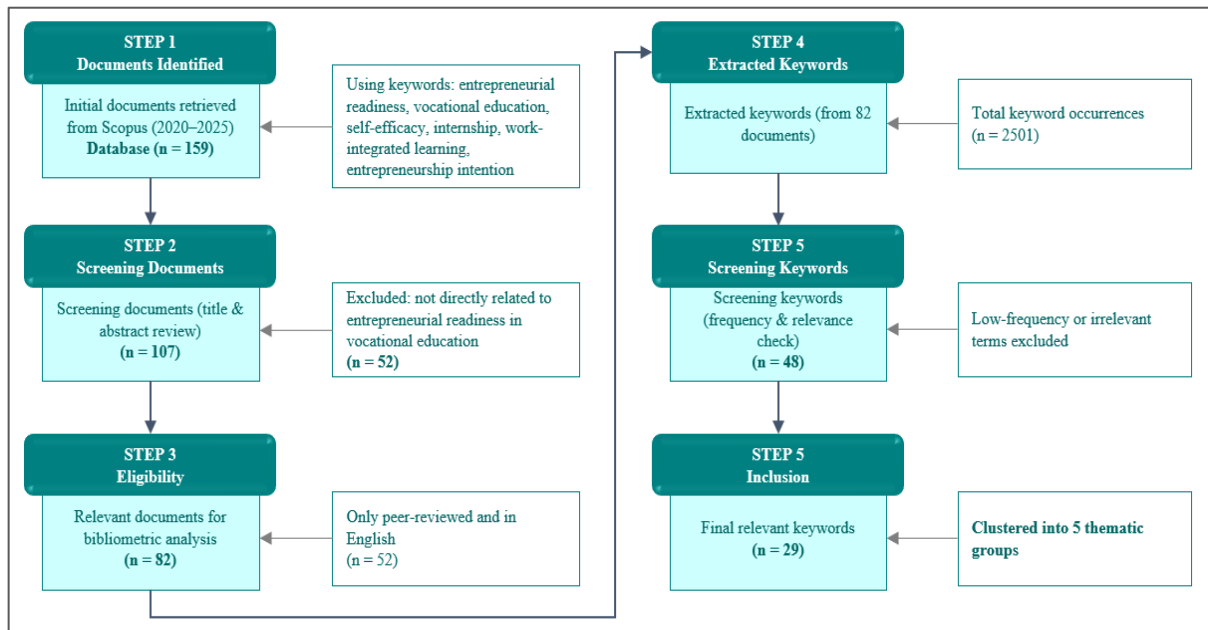 STEP 1
Documents Identified
Initial documents retrieved
from Scopus (2020–2025)
Database (n = 159)
Using keywords: entrepreneurial
readiness, vocational education,
self-efficacy, internship, work-
integrated learning,
entrepreneurship intention
STEP 2
Screening Documents
Screening documents (title &
abstract review)
(n = 107)
Excluded: not directly related to
entrepreneurial readiness in
vocational education
(n = 52)
STEP 3
Eligibility
Relevant documents for
bibliometric analysis
(n = 82)
Only peer-reviewed and in
English
(n = 52)
STEP 4
Extracted Keywords
Extracted keywords (from 82
documents)
Total keyword occurrences
(n = 2501)
STEP 5
Screening Keywords
Screening keywords
(frequency & relevance
check)
(n = 48)
Low-frequency or irrelevant
terms excluded
STEP 5
Inclusion
Final relevant keywords
(n = 29)
Clustered into 5 thematic
groups